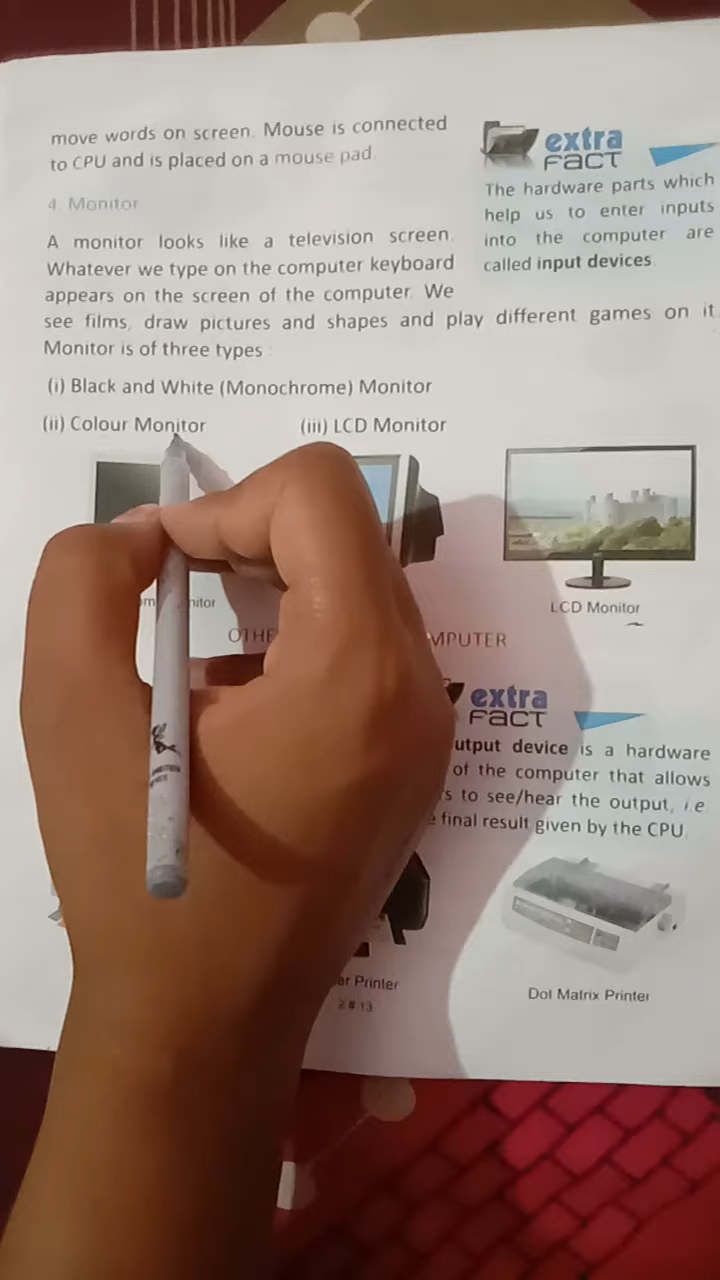 move words on screen. Mouse is connected
to CPU and is placed on a mouse pad.
4. Monitor
A monitor looks like a television screen.
Whatever we type on the computer keyboard
appears on the screen of the computer. We
see films, draw pictures and shapes and play different games on it.
Monitor is of three types :
(i) Black and White (Monochrome) Monitor
(ii) Colour Monitor
(iii) LCD Monitor
extra
FACT
The hardware parts which
help us to enter inputs
into the computer are
called input devices.
LCD Monitor
extra
FACT
device is a hardware
of the computer that allows
to see/hear the output, i.e.
final result given by the CPU.
Printer
Dot Matrix Printer
2 # 13